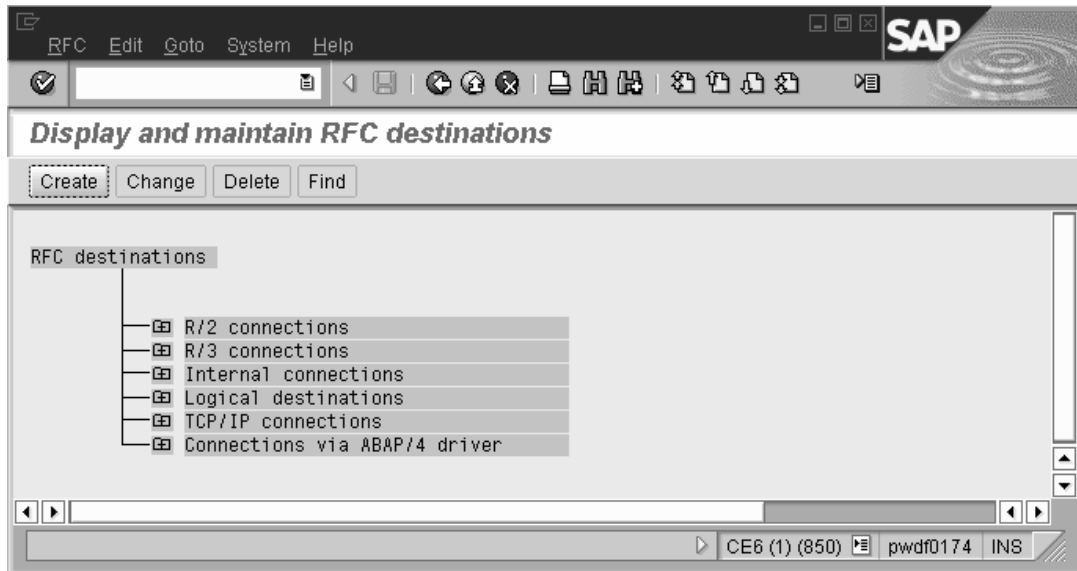 RFC Edit Goto System Help
SAP
Display and maintain RFC destinations
Create Change Delete Find
RFC destinations
R/2 connections
R/3 connections
Internal connections
Logical destinations
TCP/IP connections
Connections via ABAP/4 driver
CE6 (1) (850) pwdf0174 INS